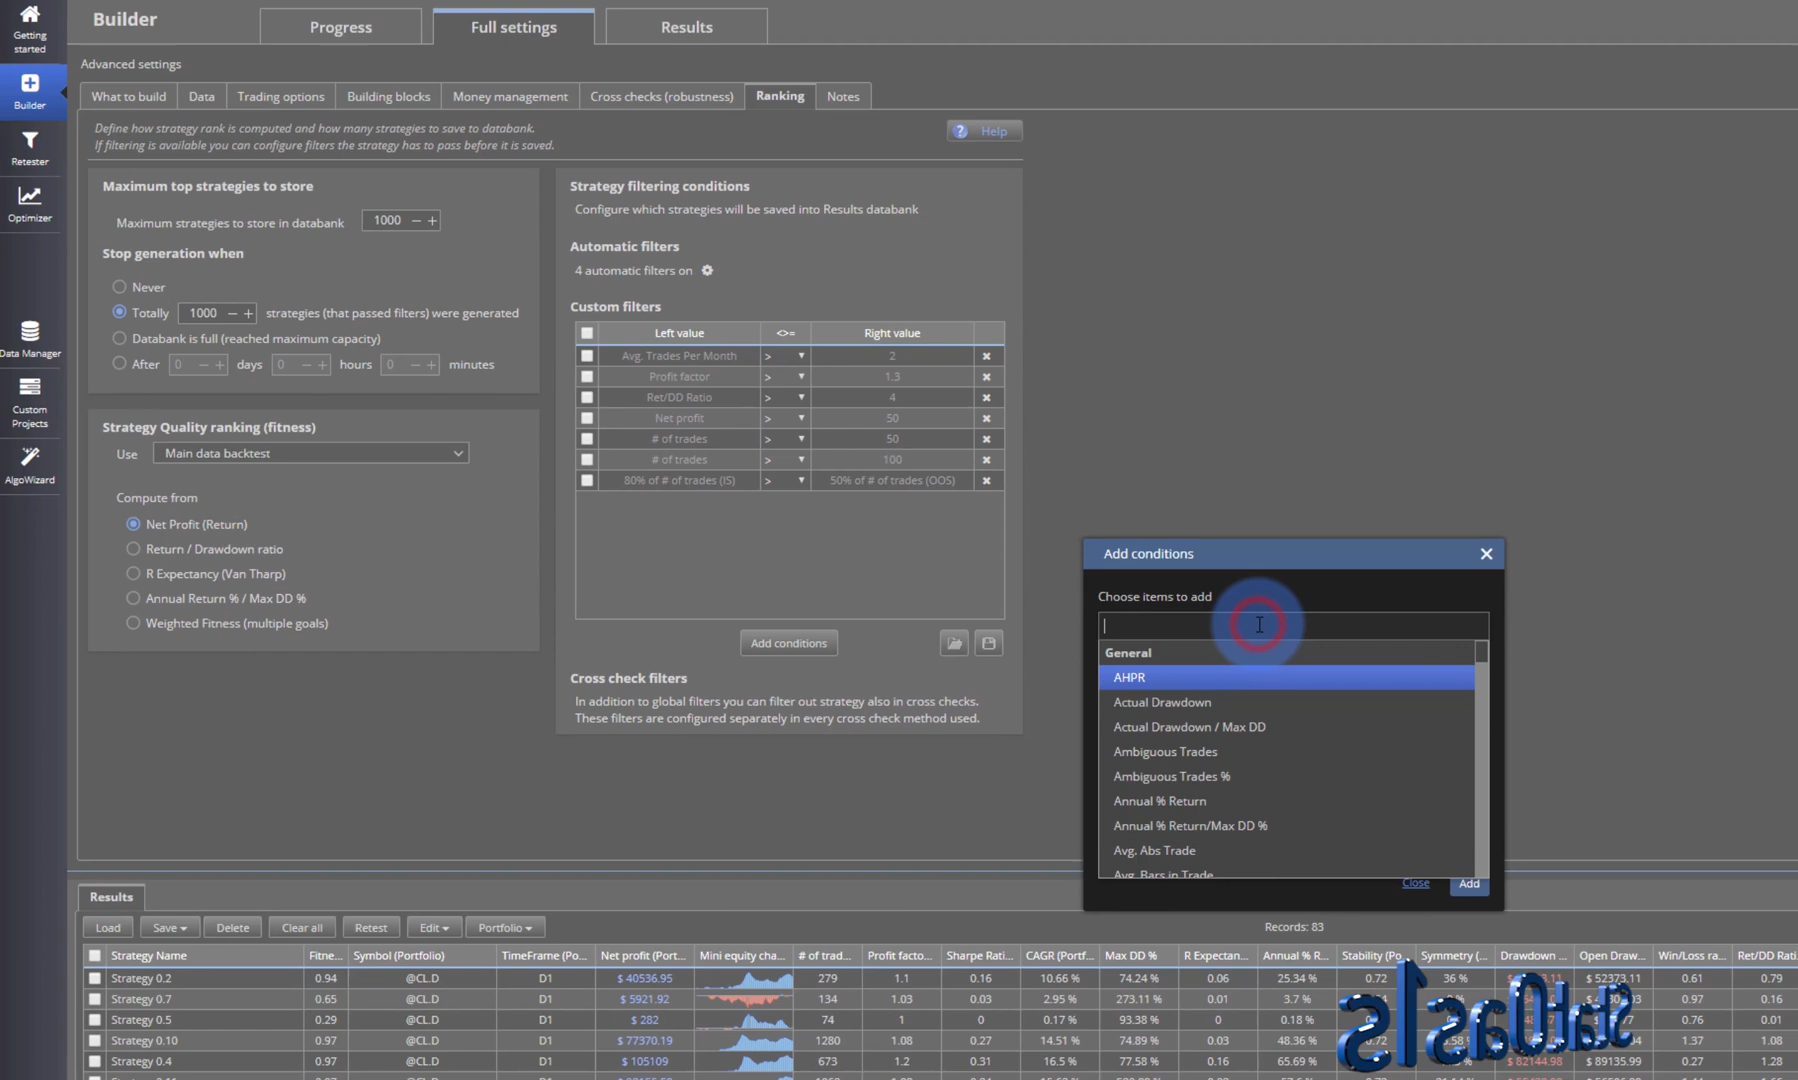 Builder
Progress
Full settings
Results
Getting started
Builder
Retester
Optimizer
Data Manager
Custom Projects
AlgoWizard
Advanced settings
What to build
Data
Trading options
Building blocks
Money management
Cross checks (robustness)
Ranking
Notes
Define how strategy rank is computed and how many strategies to save to databank.
If filtering is available you can configure filters the strategy has to pass before it is saved.
? Help
Maximum top strategies to store
Maximum strategies to store in databank 1000 − +
Stop generation when
Never
Totally 1000 − + strategies (that passed filters) were generated
Databank is full (reached maximum capacity)
After 0 − + days 0 − + hours 0 − + minutes
Strategy Quality ranking (fitness)
Use Main data backtest
Compute from
Net Profit (Return)
Return / Drawdown ratio
R Expectancy (Van Tharp)
Annual Return % / Max DD %
Weighted Fitness (multiple goals)
Strategy filtering conditions
Configure which strategies will be saved into Results databank
Automatic filters
4 automatic filters on
Custom filters
Left value <>= Right value
Avg. Trades Per Month > 2
Profit factor > 1.3
Ret/DD Ratio > 4
Net profit > 50
# of trades > 50
# of trades > 100
80% of # of trades (IS) > 50% of # of trades (OOS)
Add conditions
Cross check filters
In addition to global filters you can filter out strategy also in cross checks.
These filters are configured separately in every cross check method used.
Add conditions
Choose items to add
General
AHPR
Actual Drawdown
Actual Drawdown / Max DD
Ambiguous Trades
Ambiguous Trades %
Annual % Return
Annual % Return/Max DD %
Avg. Abs Trade
Avg. Bars in Trade
Close
Add
Results
Load Save Delete Clear all Retest Edit Portfolio Records: 83
Strategy Name Fitne... Symbol (Portfolio) TimeFrame (Po... Net profit (Port... Mini equity cha... # of trad... Profit facto... Sharpe Rati... CAGR (Portf... Max DD % R Expectan... Annual % R... Stability (Po... Symmetry (... Drawdown ... Open Draw... Win/Loss ra... Ret/DD Rati...
Strategy 0.2 0.94 @CL.D D1 $ 40536.95 279 1.1 0.16 10.66 % 74.24 % 0.06 25.34 % 0.72 36 % $ 52373.11 0.61 0.79
Strategy 0.7 0.65 @CL.D D1 $ 5921.92 134 1.03 0.03 2.95 % 273.11 % 0.01 3.7 % 0.97 0.16
Strategy 0.5 0.29 @CL.D D1 $ 282 74 1 0 0.17 % 93.38 % 0 0.18 % 0.76 0.01
Strategy 0.10 0.97 @CL.D D1 $ 77370.19 1280 1.08 0.27 14.51 % 74.89 % 0.03 48.36 % 0.72 1.37 1.08
Strategy 0.4 0.97 @CL.D D1 $ 105109 673 1.2 0.31 16.5 % 77.58 % 0.16 65.69 % $ 82144.98 $ 89135.99 0.27 1.28